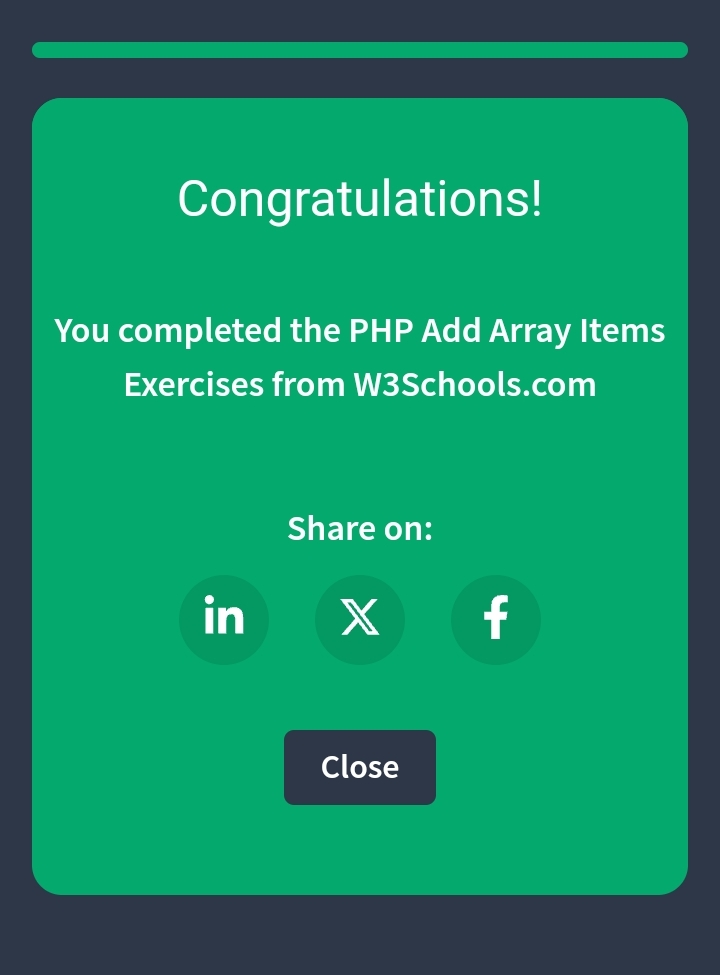 Congratulations!
You completed the PHP Add Array Items
Exercises from W3Schools.com
Share on:
in X f
Close